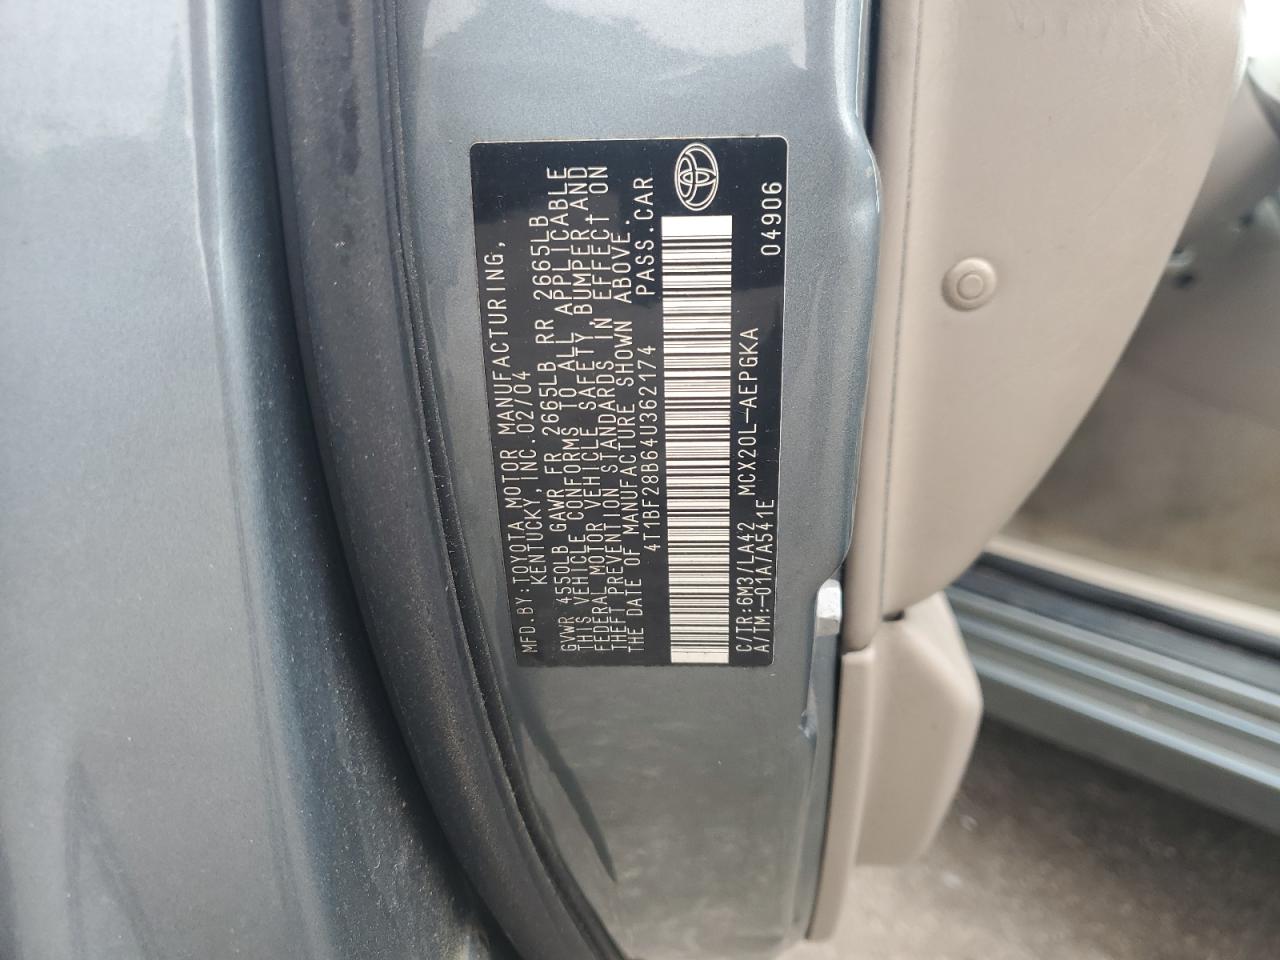 MFD.BY:TOYOTA MOTOR MANUFACTURING,
KENTUCKY, INC.02/04
GVWR 4550LB GAWR FR 2665LB RR 2665LB
THIS VEHICLE CONFORMS TO ALL APPLICABLE
FEDERAL MOTOR VEHICLE SAFETY,BUMPER,AND
THEFT PREVENTION STANDARDS IN EFFECT ON
THE DATE OF MANUFACTURE SHOWN ABOVE.
4T1BF28B64U362174 PASS.CAR
C/TR:6M3/LA42 MCX20L-AEPGKA
A/TM:-01A/A541E 04906